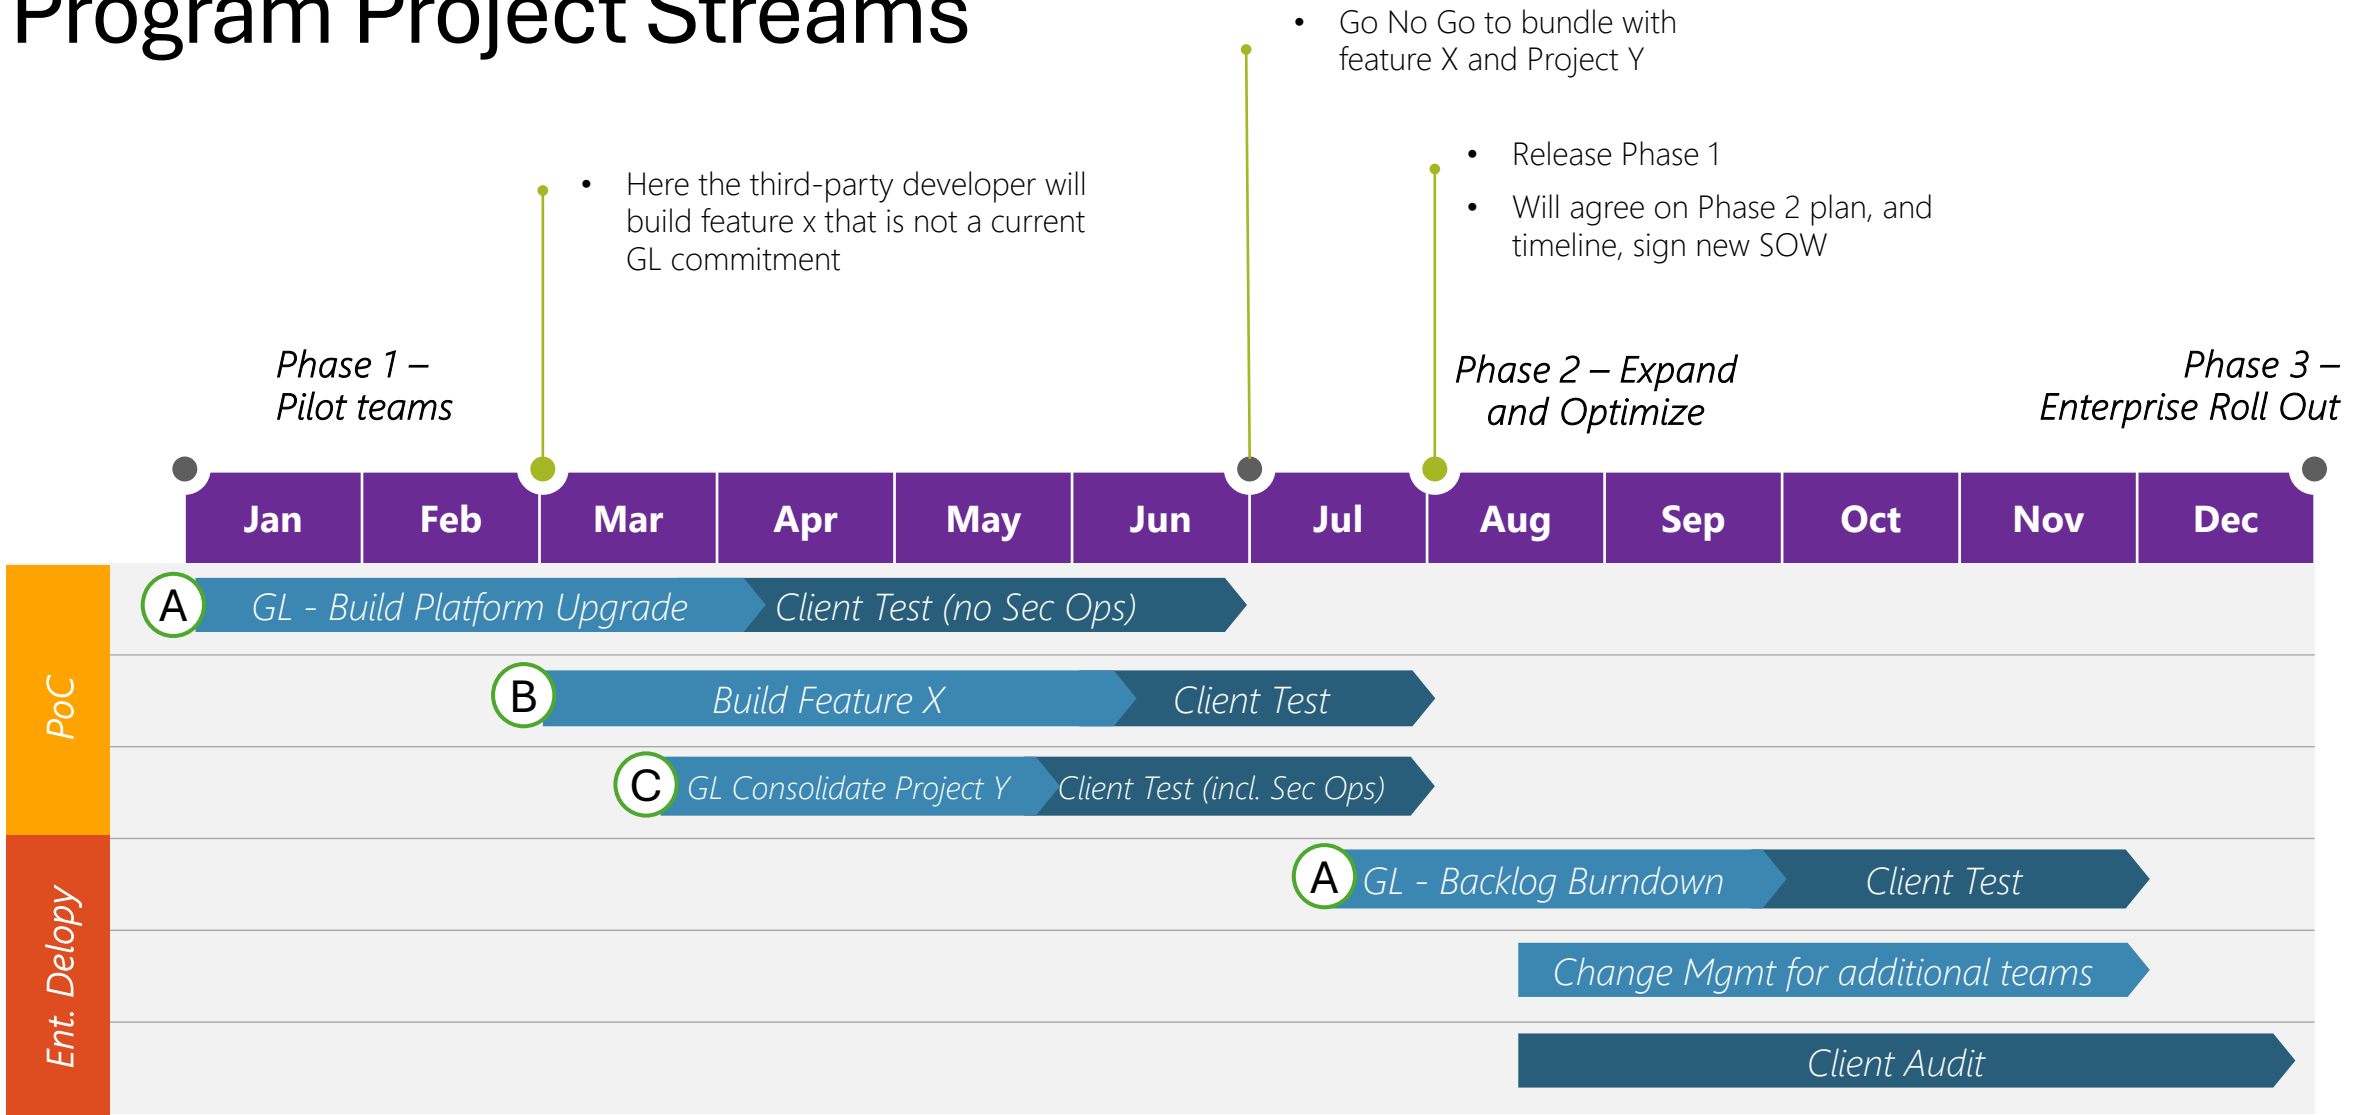 Program Project Streams
• Go No Go to bundle with
feature X and Project Y
• Release Phase 1
• Will agree on Phase 2 plan, and
timeline, sign new SOW
• Here the third-party developer will
build feature x that is not a current
GL commitment
Phase 1 –
Pilot teams
Phase 2 – Expand
and Optimize
Phase 3 –
Enterprise Roll Out
Jan Feb Mar Apr May Jun Jul Aug Sep Oct Nov Dec
PoC
A GL - Build Platform Upgrade Client Test (no Sec Ops)
B Build Feature X Client Test
C GL Consolidate Project Y Client Test (incl. Sec Ops)
Ent. Delopy
A GL - Backlog Burndown Client Test
Change Mgmt for additional teams
Client Audit